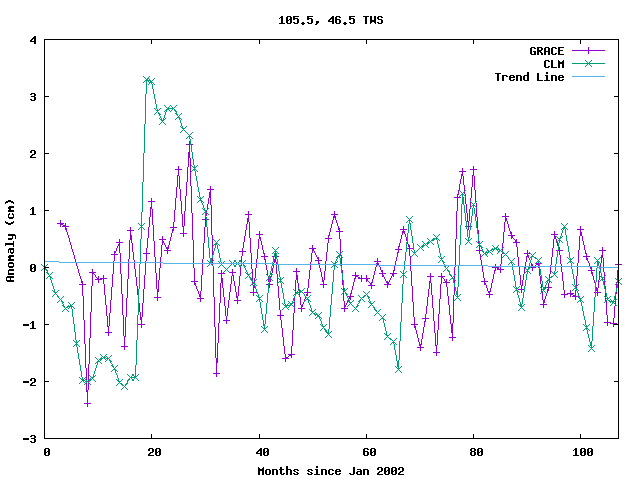 105.5, 46.5 TWS
GRACE
CLM
Trend Line
Anomaly (cm)
4
3
2
1
0
-1
-2
-3
0 20 40 60 80 100
Months since Jan 2002